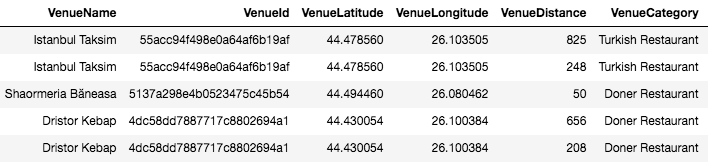 VenueName VenueId VenueLatitude VenueLongitude VenueDistance VenueCategory
Istanbul Taksim 55acc94f498e0a64af6b19af 44.478560 26.103505 825 Turkish Restaurant
Istanbul Taksim 55acc94f498e0a64af6b19af 44.478560 26.103505 248 Turkish Restaurant
Shaormeria Băneasa 5137a298e4b0523475c45b54 44.494460 26.080462 50 Doner Restaurant
Dristor Kebap 4dc58dd7887717c8802694a1 44.430054 26.100384 656 Doner Restaurant
Dristor Kebap 4dc58dd7887717c8802694a1 44.430054 26.100384 208 Doner Restaurant